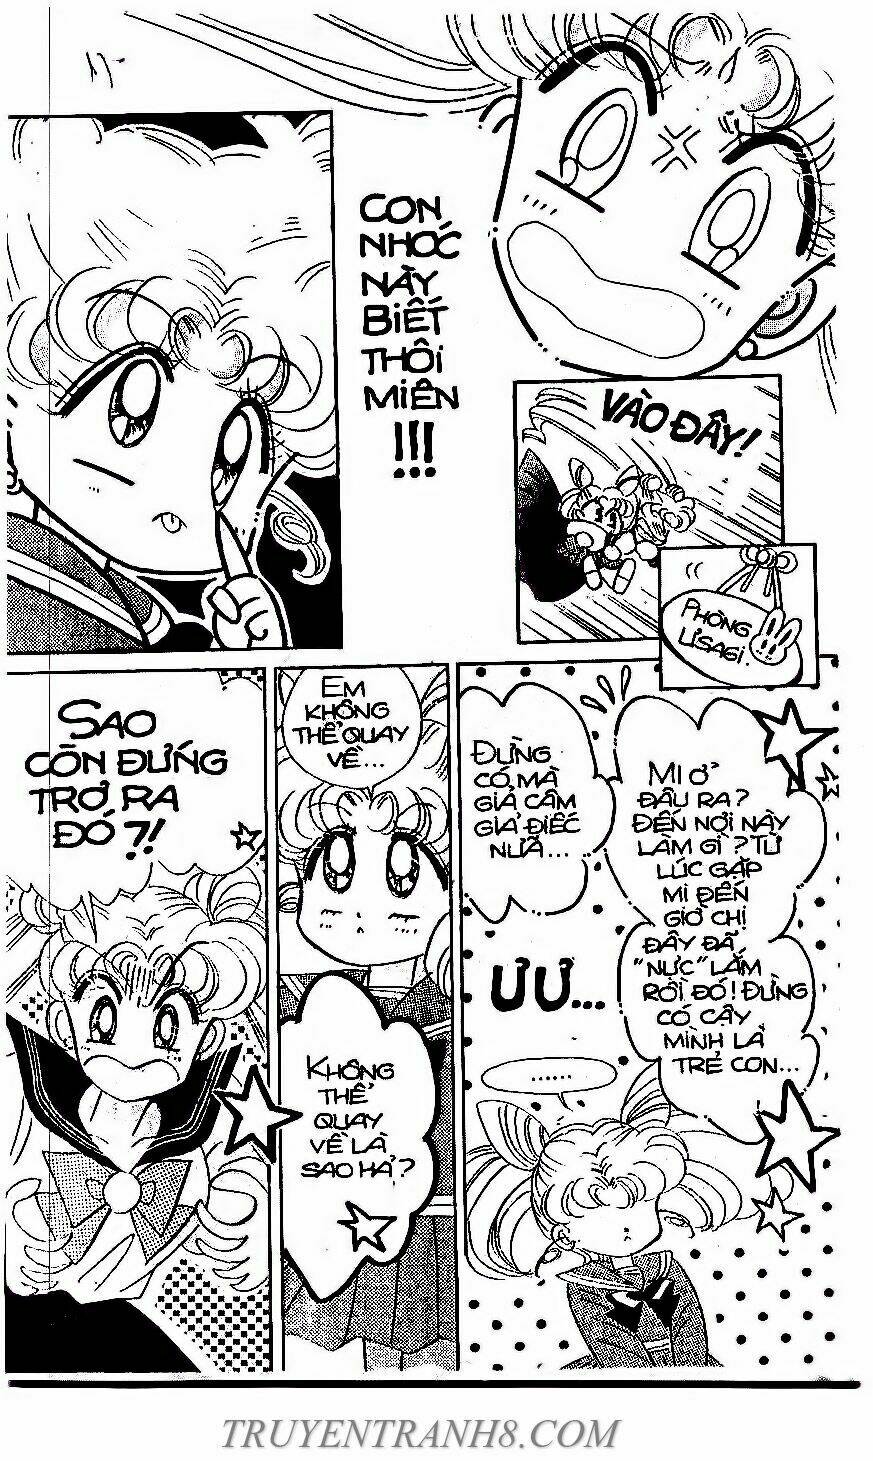 CON
NHÓC
NÀY
BIẾT
THÔI
MIÊN
!!!
VÀO ĐÂY!
PHÒNG
USAGI.
MI Ở
ĐÂU RA?
ĐẾN NƠI NÀY
LÀM GÌ? TỪ
LÚC GẶP
MI ĐẾN
GIỜ CHỊ
ĐÂY ĐÃ
"NỰC" LẮM
RỒI ĐÓ! ĐỪNG
CÓ CẬY
MÌNH LÀ
TRẺ CON...
ĐỪNG
CÓ MÀ
GIẢ CÂM
GIẢ ĐIẾC
NỮA...
ƯƯ...
......
EM
KHÔNG
THỂ QUAY
VỀ...
KHÔNG
THỂ
QUAY
VỀ LÀ
SAO HẢ?
SAO
CÒN ĐỨNG
TRƠ RA
ĐÓ?!
TRUYENTRANH8.COM